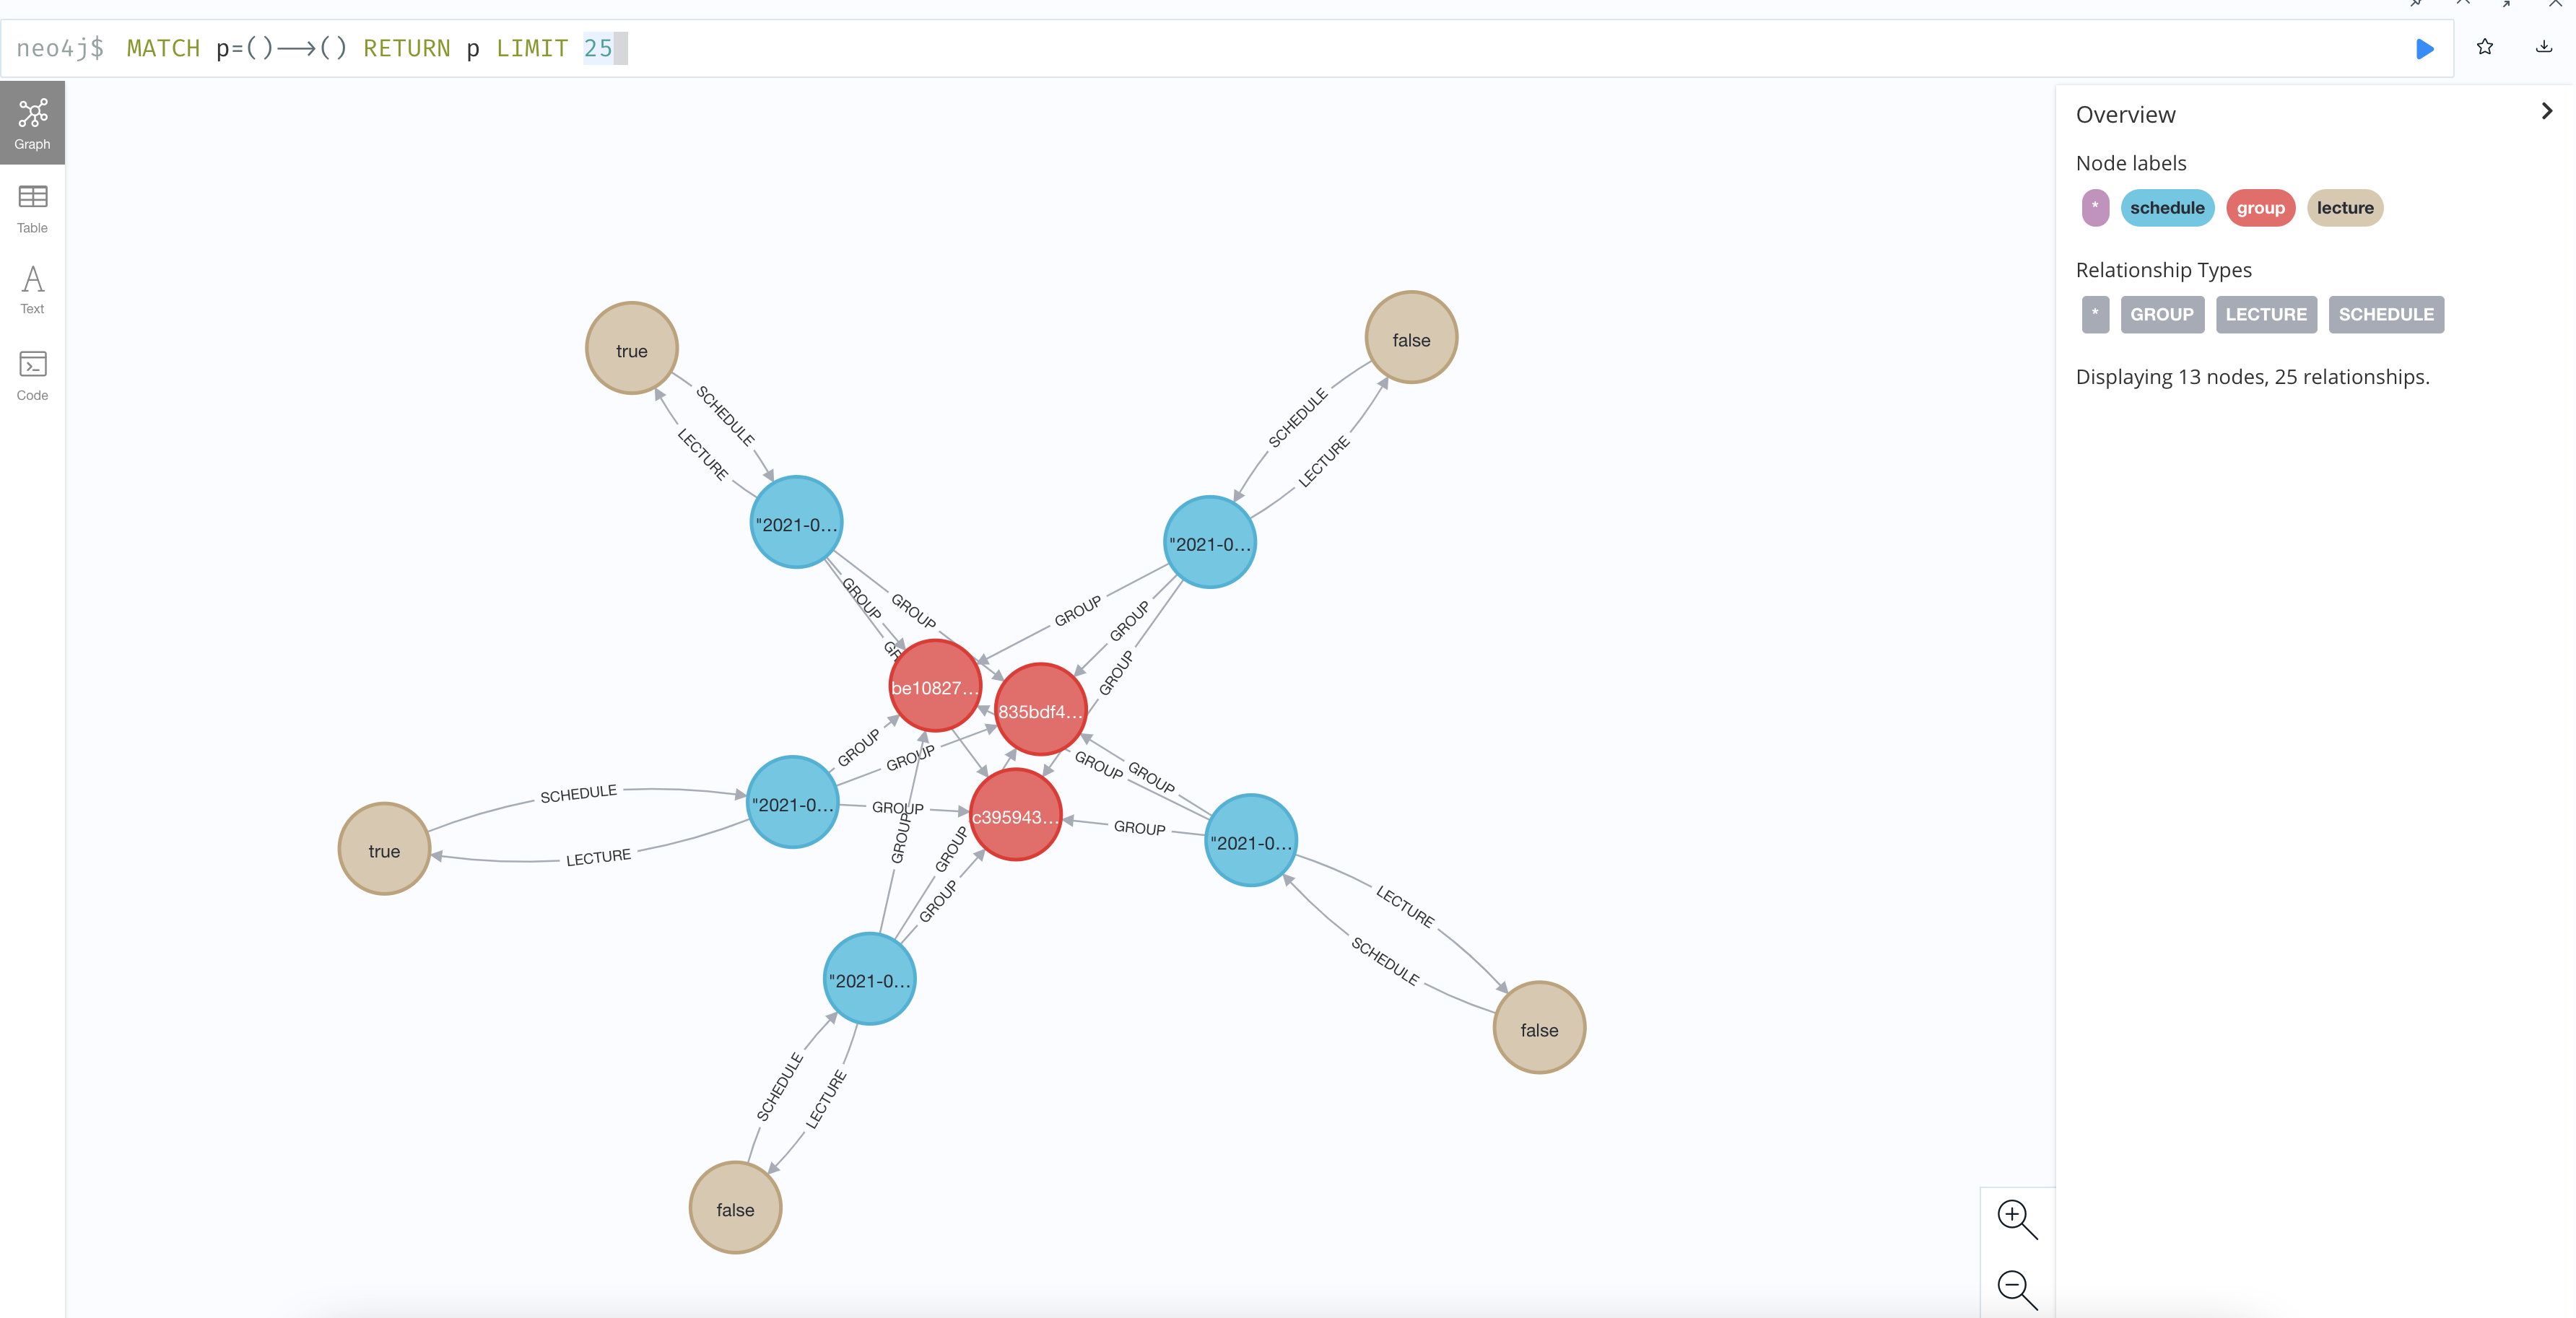 neo4j$ MATCH p=()-->() RETURN p LIMIT 25
Graph
Table
Text
Code
Overview
Node labels
* schedule group lecture
Relationship Types
* GROUP LECTURE SCHEDULE
Displaying 13 nodes, 25 relationships.
true
false
SCHEDULE
LECTURE
SCHEDULE
LECTURE
"2021-0...
"2021-0...
GROUP
GROUP
GROUP
GROUP
GROUP
be10827...
835bdf4...
GROUP
GROUP
GROUP
GROUP
SCHEDULE
"2021-0...
GROUP
c395943...
GROUP
"2021-0...
true
LECTURE
GROUP
GROUP
GROUP
LECTURE
SCHEDULE
"2021-0...
false
SCHEDULE
LECTURE
false